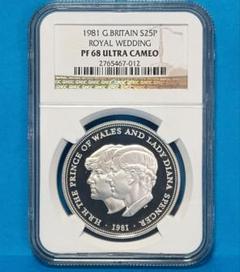 1981 G.BRITAIN S25P
ROYAL WEDDING
PF 68 ULTRA CAMEO
2765467-012
H.R.H. THE PRINCE OF WALES AND LADY DIANA SPENCER
· 1981 ·